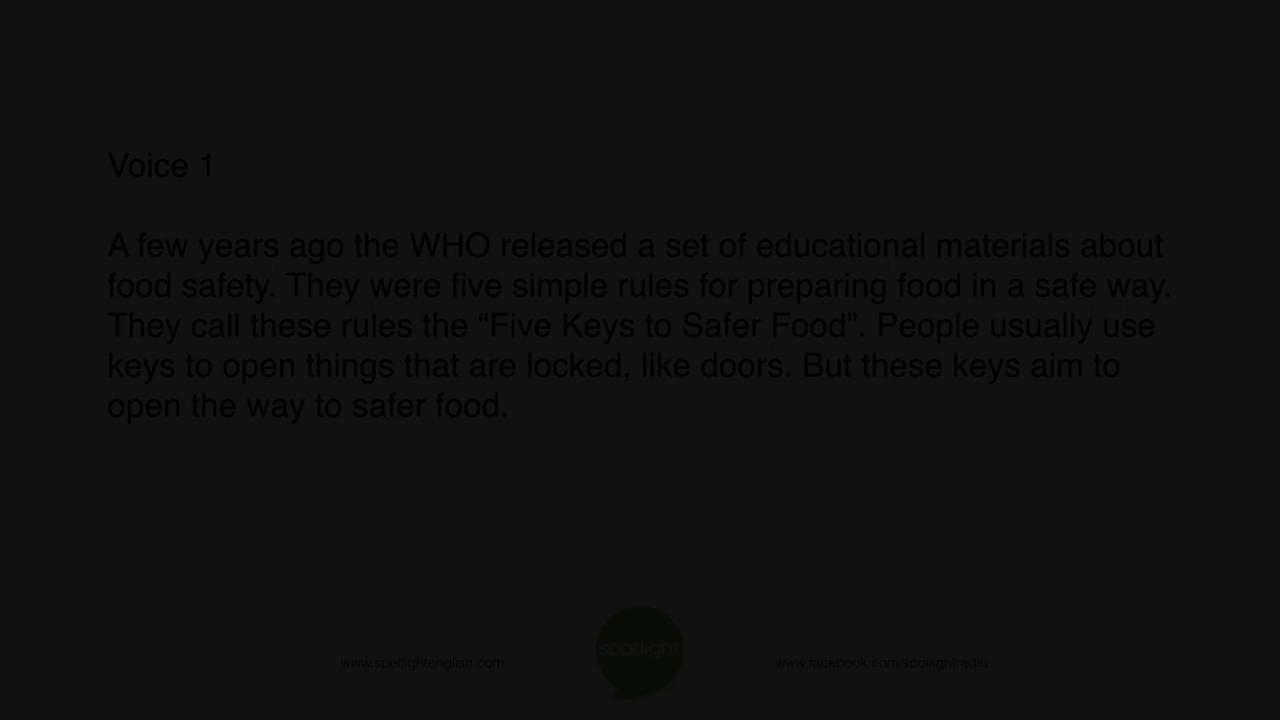 Voice 1
A few years ago the WHO released a set of educational materials about
food safety. They were five simple rules for preparing food in a safe way.
They call these rules the “Five Keys to Safer Food”. People usually use
keys to open things that are locked, like doors. But these keys aim to
open the way to safer food.
spotlight
www.spotlightenglish.com
www.facebook.com/spotlightradio